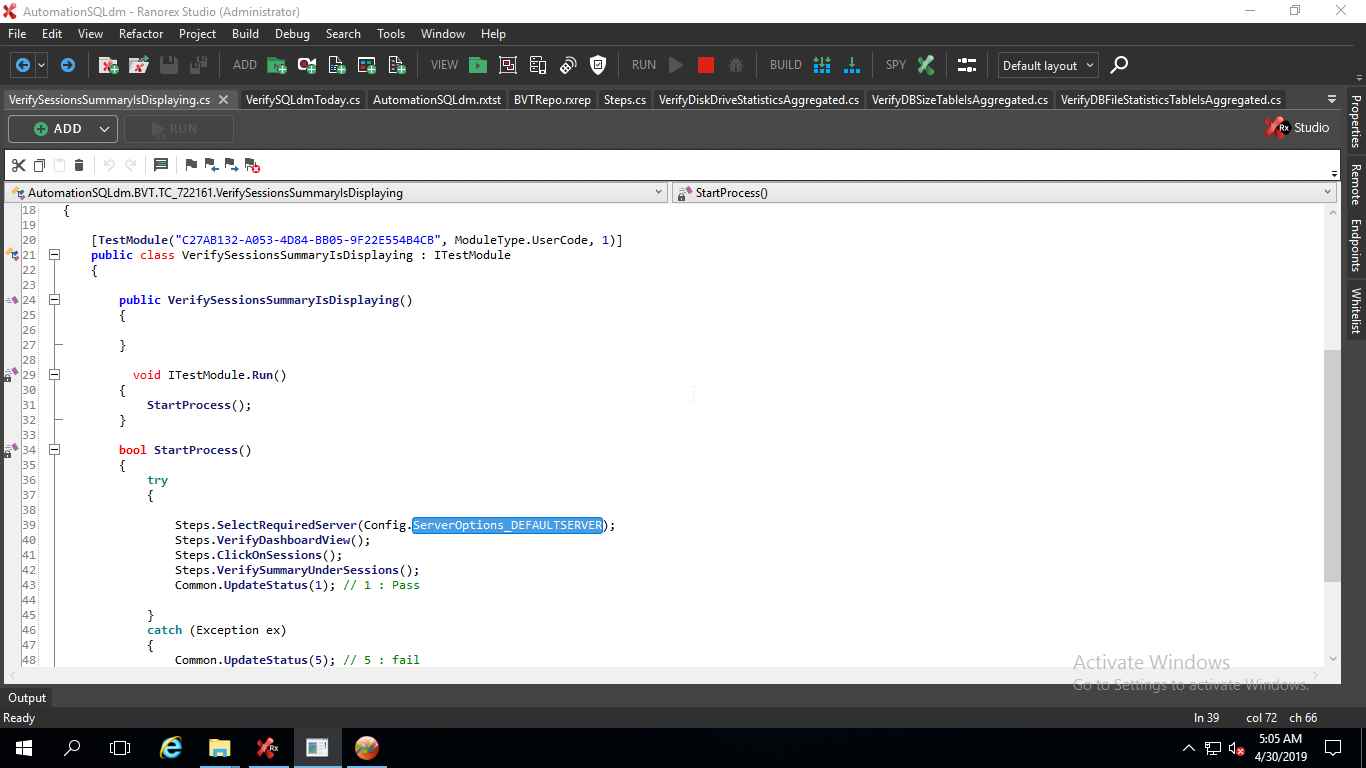 AutomationSQLdm - Ranorex Studio (Administrator)
File Edit View Refactor Project Build Debug Search Tools Window Help
ADD VIEW RUN BUILD SPY Default layout
VerifySessionsSummaryIsDisplaying.cs VerifySQLdmToday.cs AutomationSQLdm.rxtst BVTRepo.rxrep Steps.cs VerifyDiskDriveStatisticsAggregated.cs VerifyDBSizeTableIsAggregated.cs VerifyDBFileStatisticsTableIsAggregated.cs
ADD RUN Rx Studio
AutomationSQLdm.BVT.TC_722161.VerifySessionsSummaryIsDisplaying StartProcess()
18 {
19
20 [TestModule("C27AB132-A053-4D84-BB05-9F22E554B4CB", ModuleType.UserCode, 1)]
21 public class VerifySessionsSummaryIsDisplaying : ITestModule
22 {
23
24 public VerifySessionsSummaryIsDisplaying()
25 {
26
27 }
28
29 void ITestModule.Run()
30 {
31 StartProcess();
32 }
33
34 bool StartProcess()
35 {
36 try
37 {
38
39 Steps.SelectRequiredServer(Config.ServerOptions_DEFAULTSERVER);
40 Steps.VerifyDashboardView();
41 Steps.ClickOnSessions();
42 Steps.VerifySummaryUnderSessions();
43 Common.UpdateStatus(1); // 1 : Pass
44
45 }
46 catch (Exception ex)
47 {
48 Common.UpdateStatus(5); // 5 : fail
Properties
Remote
Endpoints
Whitelist
Activate Windows
Go to Settings to activate Windows.
Output
Ready ln 39 col 72 ch 66
Rx
5:05 AM
4/30/2019